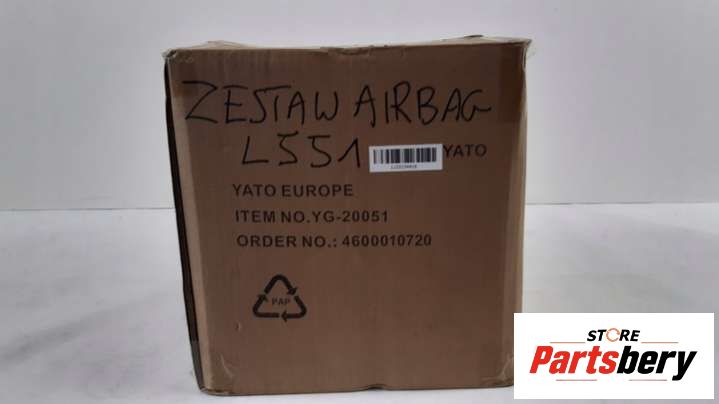 ZESTAW AIRBAG
L551 YATO
YATO EUROPE
ITEM NO.YG-20051
ORDER NO.: 4600010720
PAP
STORE
Partsbery